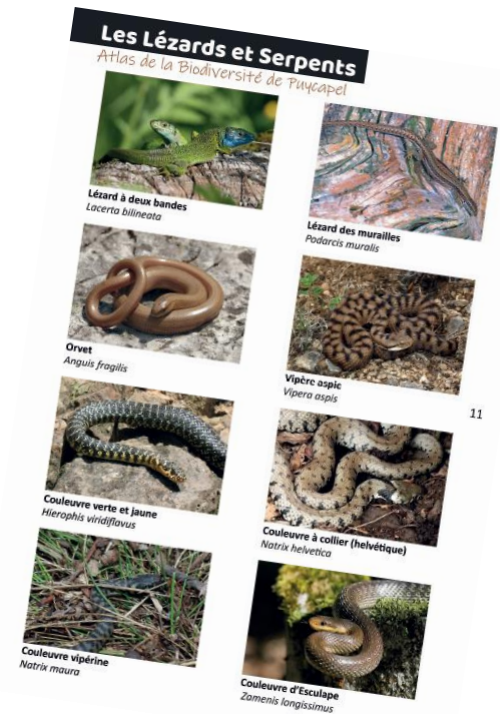 Les Lézards et Serpents
Atlas de la Biodiversité de Puycapel
Lézard à deux bandes
Lacerta bilineata
Lézard des murailles
Podarcis muralis
Orvet
Anguis fragilis
Vipère aspic
Vipera aspis
11
Couleuvre verte et jaune
Hierophis viridiflavus
Couleuvre à collier (helvétique)
Natrix helvetica
Couleuvre vipérine
Natrix maura
Couleuvre d'Esculape
Zamenis longissimus